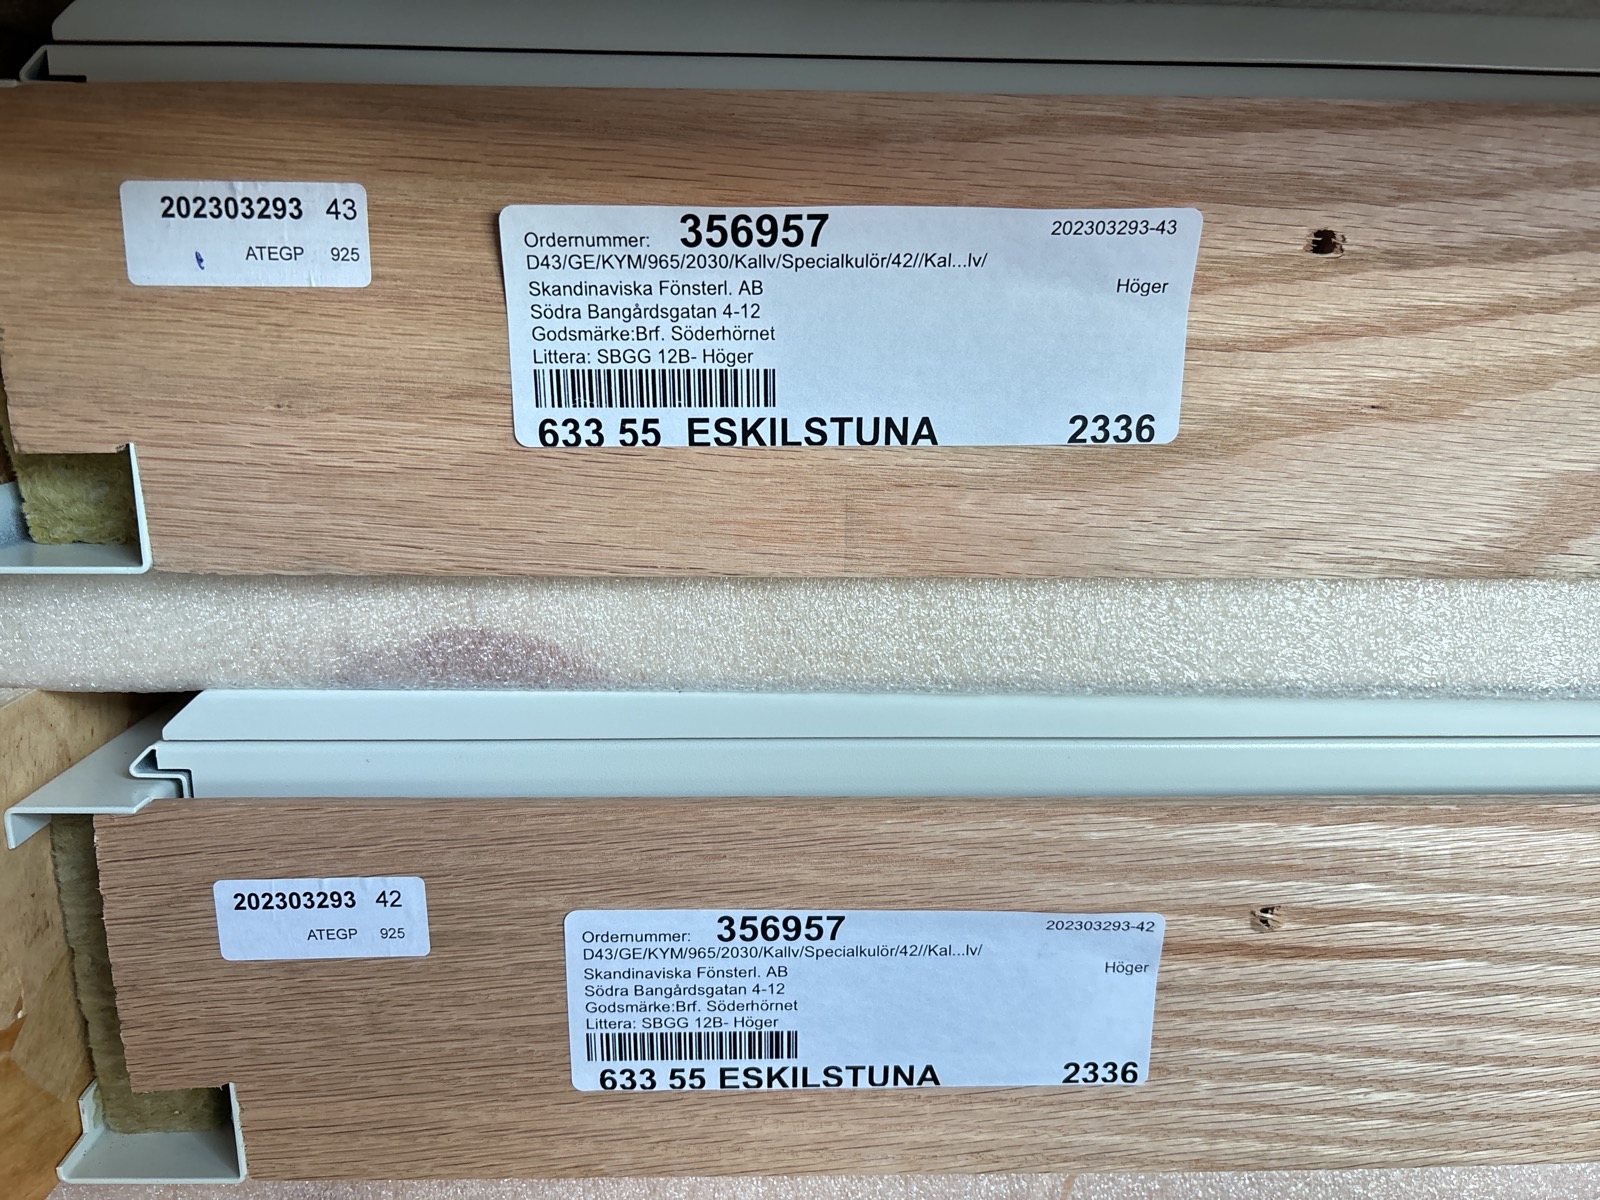 202303293 43
ATEGP 925
Ordernummer: 356957 202303293-43
D43/GE/KYM/965/2030/Kallv/Specialkulör/42//Kal...lv/
Skandinaviska Fönsterl. AB Höger
Södra Bangårdsgatan 4-12
Godsmärke:Brf. Söderhörnet
Littera: SBGG 12B- Höger
633 55 ESKILSTUNA 2336
202303293 42
ATEGP 925
Ordernummer: 356957 202303293-42
D43/GE/KYM/965/2030/Kallv/Specialkulör/42//Kal...lv/
Skandinaviska Fönsterl. AB Höger
Södra Bangårdsgatan 4-12
Godsmärke:Brf. Söderhörnet
Littera: SBGG 12B- Höger
633 55 ESKILSTUNA 2336